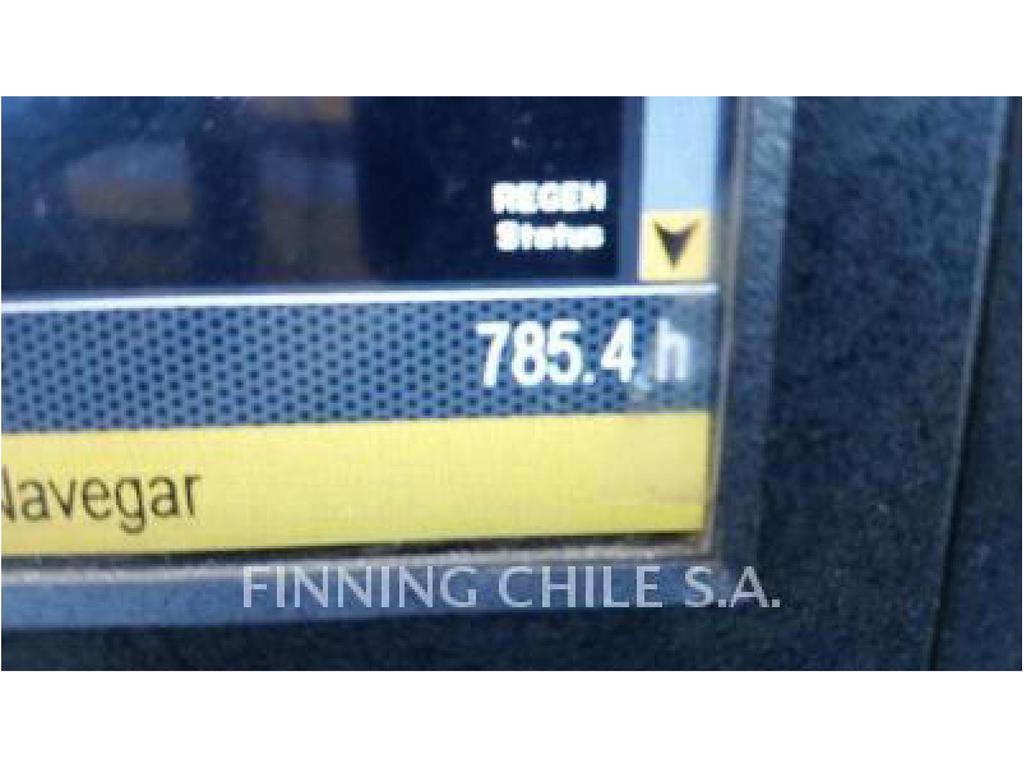 REGEN
Status
785.4 h
Navegar
FINNING CHILE S.A.